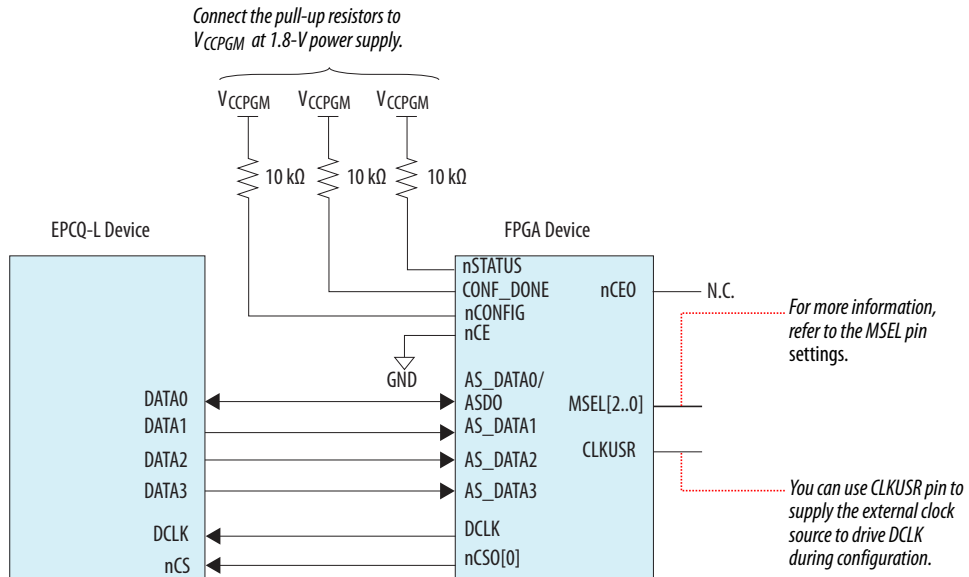 Connect the pull-up resistors to
VCCPGM at 1.8-V power supply.
VCCPGM VCCPGM VCCPGM
10 kΩ 10 kΩ 10 kΩ
EPCQ-L Device
FPGA Device
nSTATUS
CONF_DONE
nCONFIG
nCE
GND
nCEO
N.C.
For more information,
refer to the MSEL pin
settings.
DATA0
DATA1
DATA2
DATA3
DCLK
nCS
AS_DATA0/
ASDO
AS_DATA1
AS_DATA2
AS_DATA3
DCLK
nCSO[0]
MSEL[2..0]
CLKUSR
You can use CLKUSR pin to
supply the external clock
source to drive DCLK
during configuration.